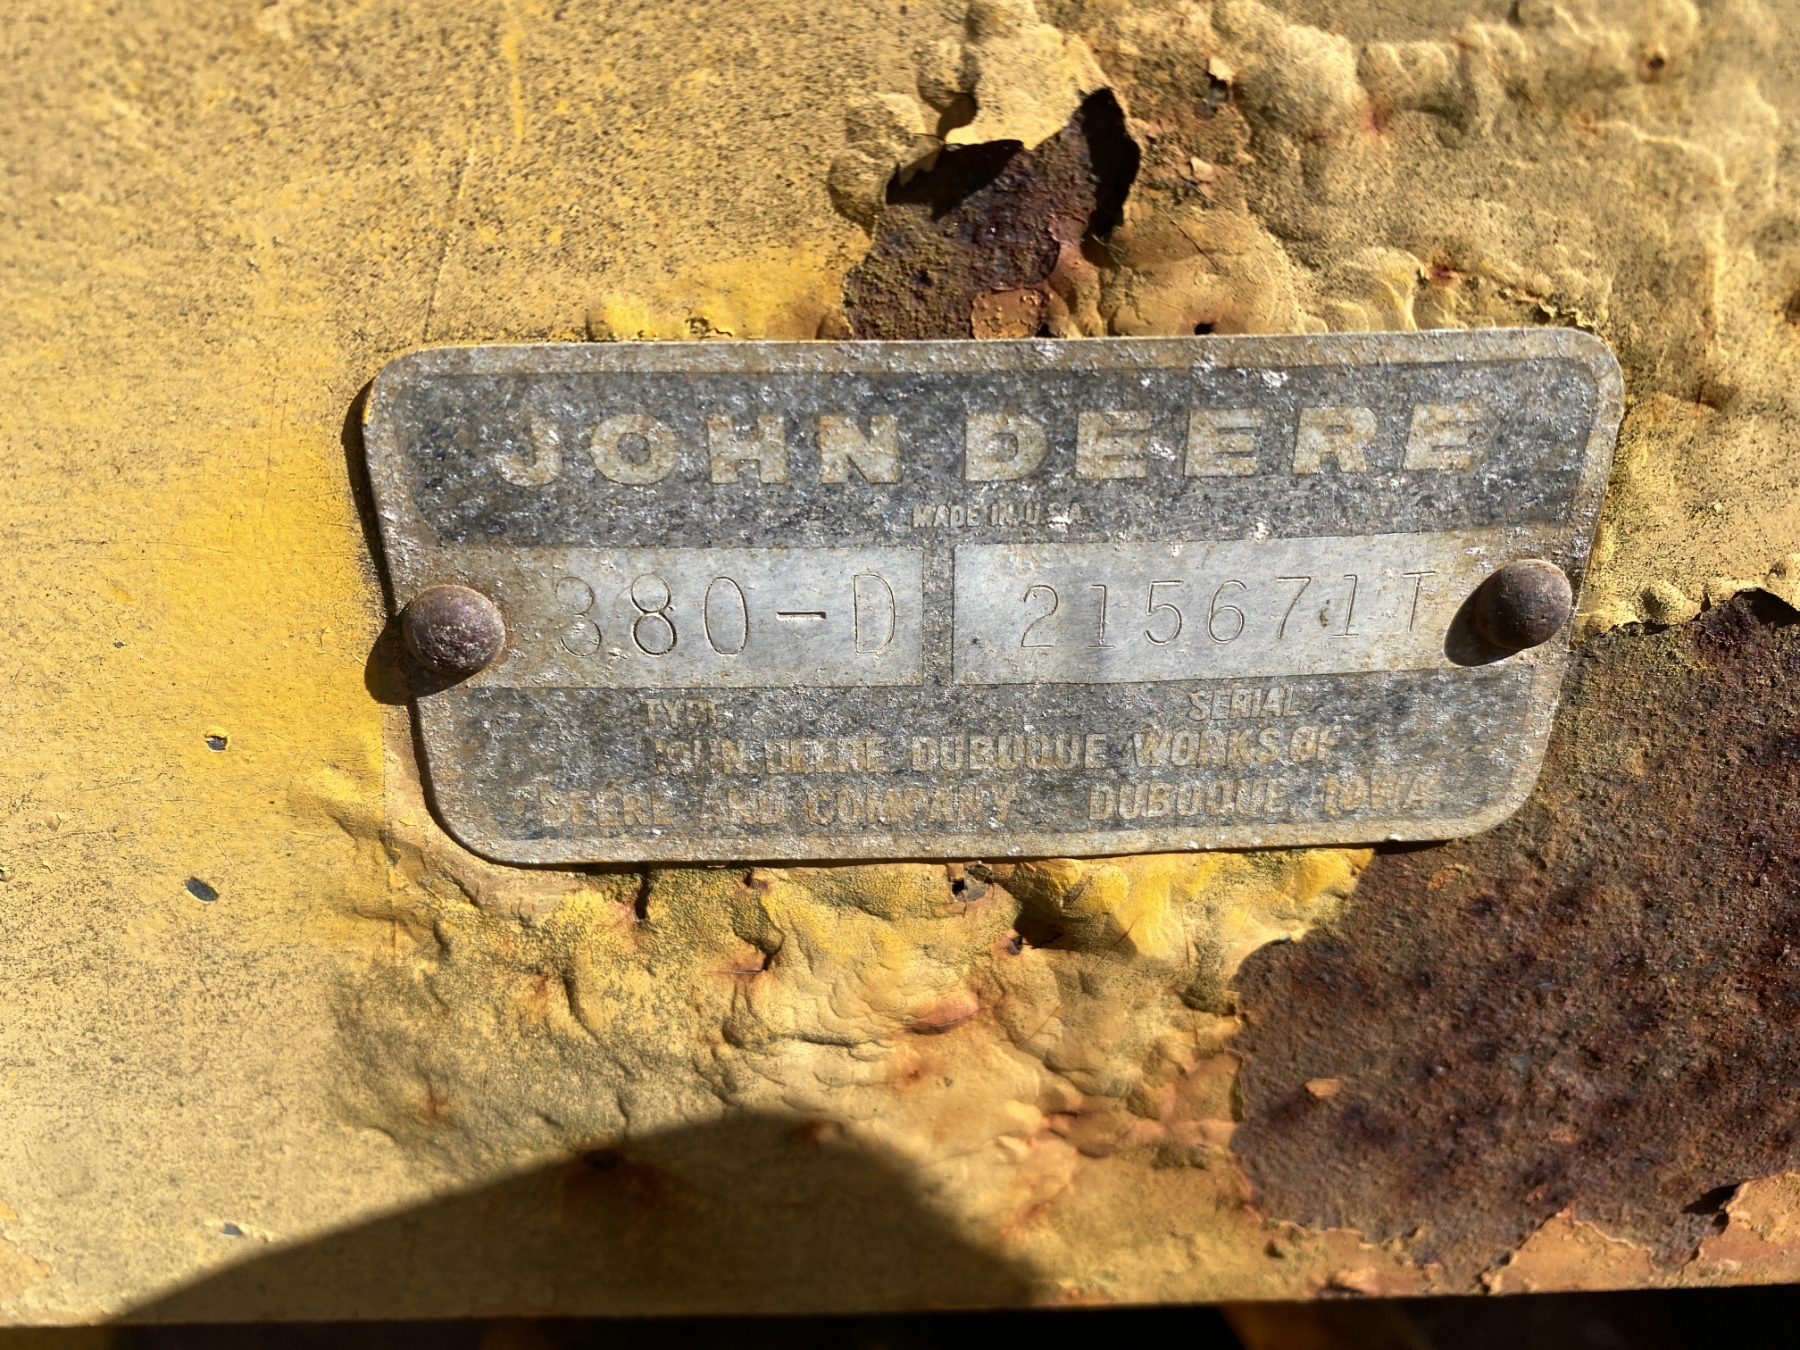 JOHN DEERE
MADE IN U.S.A.
380-D 215671T
TYPE SERIAL
JOHN DEERE DUBUQUE WORKS OF
DEERE AND COMPANY DUBUQUE, IOWA